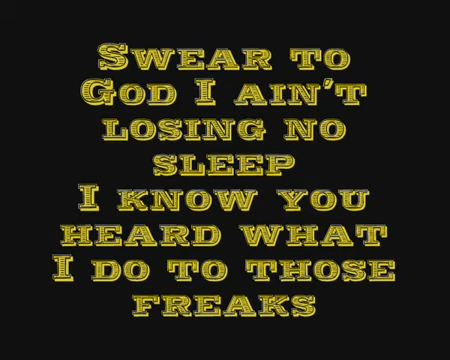 Swear to
God I ain't
losing no
sleep
I know you
heard what
I do to those
freaks